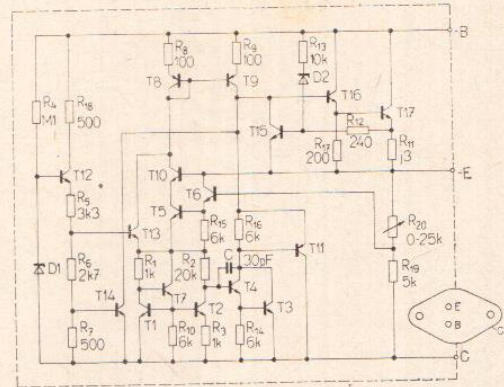 R8
100
R9
100
R13
10k
-B
R4
M1
R18
500
T8
T9
D2
T16
T17
T12
T15
R12
240
R17
200
R11
j3
-E
R5
3k3
T10
T6
T5
T13
R15
6k
R16
6k
T11
R20
0-25k
R6
2k7
R1
1k
R2
20k
C
30pF
R19
5k
D1
T14
T7
T4
T3
R7
500
T1
R10
6k
T2
R3
1k
R14
6k
E
B
C
C